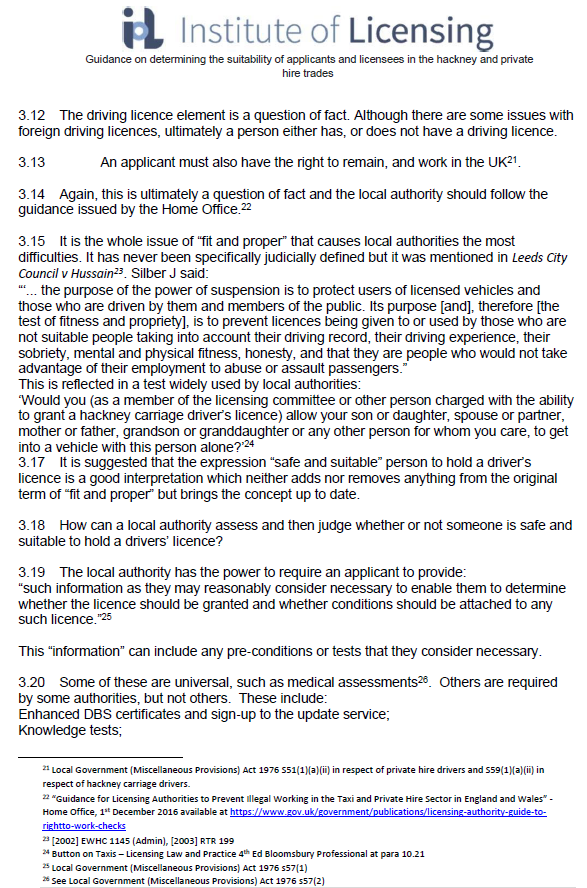 iol Institute of Licensing
Guidance on determining the suitability of applicants and licensees in the hackney and private
hire trades
3.12 The driving licence element is a question of fact. Although there are some issues with
foreign driving licences, ultimately a person either has, or does not have a driving licence.
3.13 An applicant must also have the right to remain, and work in the UK²¹.
3.14 Again, this is ultimately a question of fact and the local authority should follow the
guidance issued by the Home Office.²²
3.15 It is the whole issue of “fit and proper” that causes local authorities the most
difficulties. It has never been specifically judicially defined but it was mentioned in Leeds City
Council v Hussain²³. Silber J said:
“‘... the purpose of the power of suspension is to protect users of licensed vehicles and
those who are driven by them and members of the public. Its purpose [and], therefore [the
test of fitness and propriety], is to prevent licences being given to or used by those who are
not suitable people taking into account their driving record, their driving experience, their
sobriety, mental and physical fitness, honesty, and that they are people who would not take
advantage of their employment to abuse or assault passengers.”
This is reflected in a test widely used by local authorities:
‘Would you (as a member of the licensing committee or other person charged with the ability
to grant a hackney carriage driver’s licence) allow your son or daughter, spouse or partner,
mother or father, grandson or granddaughter or any other person for whom you care, to get
into a vehicle with this person alone?’²⁴
3.17 It is suggested that the expression “safe and suitable” person to hold a driver’s
licence is a good interpretation which neither adds nor removes anything from the original
term of “fit and proper” but brings the concept up to date.
3.18 How can a local authority assess and then judge whether or not someone is safe and
suitable to hold a drivers’ licence?
3.19 The local authority has the power to require an applicant to provide:
“such information as they may reasonably consider necessary to enable them to determine
whether the licence should be granted and whether conditions should be attached to any
such licence.”²⁵
This “information” can include any pre-conditions or tests that they consider necessary.
3.20 Some of these are universal, such as medical assessments²⁶. Others are required
by some authorities, but not others. These include:
Enhanced DBS certificates and sign-up to the update service;
Knowledge tests;
²¹ Local Government (Miscellaneous Provisions) Act 1976 S51(1)(a)(ii) in respect of private hire drivers and S59(1)(a)(ii) in
respect of hackney carriage drivers.
²² “Guidance for Licensing Authorities to Prevent Illegal Working in the Taxi and Private Hire Sector in England and Wales” -
Home Office, 1st December 2016 available at https://www.gov.uk/government/publications/licensing-authority-guide-to-
rightto-work-checks
²³ [2002] EWHC 1145 (Admin), [2003] RTR 199
²⁴ Button on Taxis – Licensing Law and Practice 4th Ed Bloomsbury Professional at para 10.21
²⁵ Local Government (Miscellaneous Provisions) Act 1976 s57(1)
²⁶ See Local Government (Miscellaneous Provisions) Act 1976 s57(2)